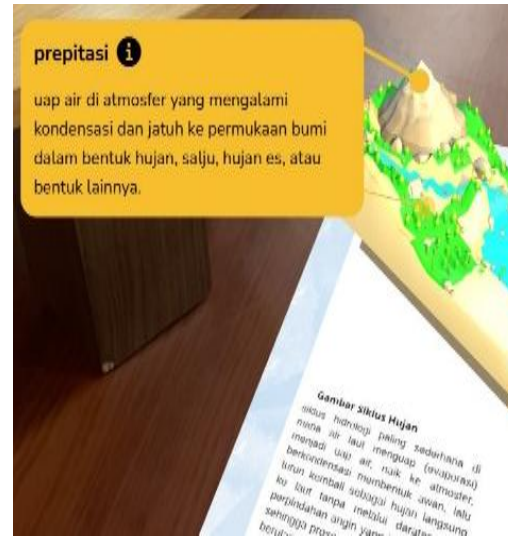 prepitasi i
uap air di atmosfer yang mengalami
kondensasi dan jatuh ke permukaan bumi
dalam bentuk hujan, salju, hujan es, atau
bentuk lainnya.
Gambar Siklus Hujan
siklus hidrologi paling sederhana di
mana air laut menguap (evaporasi)
menjadi uap air, naik ke atmosfer,
berkondensasi membentuk awan, lalu
turun kembali sebagai hujan langsung
ke laut tanpa melalui
perpindahan angin yang
sehingga